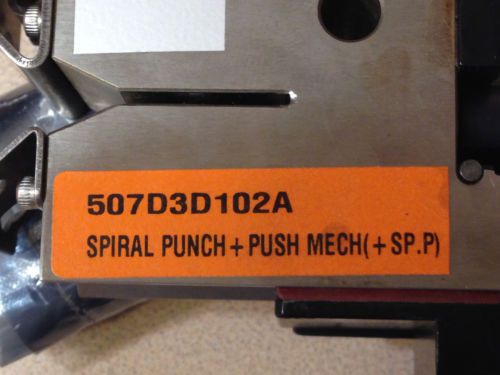 507D3D102A
SPIRAL PUNCH + PUSH MECH(+ SP.P)